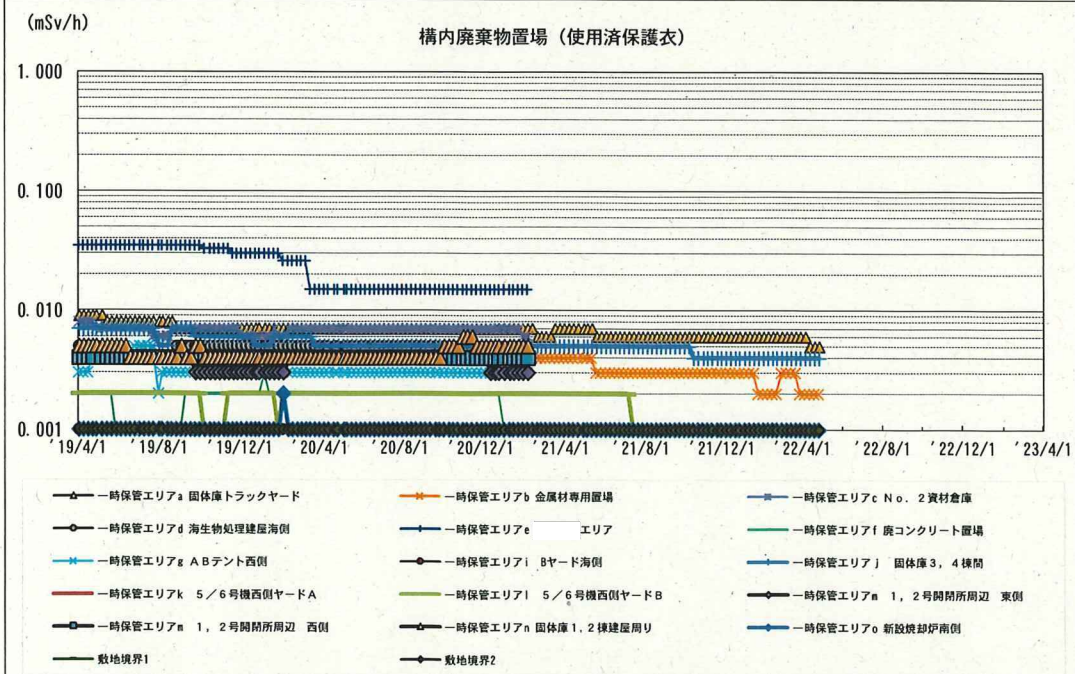 (mSv/h)
構内廃棄物置場（使用済保護衣）
1.000
0.100
0.010
0.001
'19/4/1 '19/8/1 '19/12/1 '20/4/1 '20/8/1 '20/12/1 '21/4/1 '21/8/1 '21/12/1 '22/4/1 '22/8/1 '22/12/1 '23/4/1
一時保管エリアa 固体庫トラックヤード 一時保管エリアb 金属材専用置場 一時保管エリアc No．2資材倉庫
一時保管エリアd 海生物処理建屋海側 一時保管エリアe エリア 一時保管エリアf 廃コンクリート置場
一時保管エリアg ABテント西側 一時保管エリアi Bヤード海側 一時保管エリアj 固体庫3，4棟間
一時保管エリアk 5／6号機西側ヤードA 一時保管エリアl 5／6号機西側ヤードB 一時保管エリアm 1，2号開閉所周辺 東側
一時保管エリアm 1，2号開閉所周辺 西側 一時保管エリアn 固体庫1,2棟建屋周り 一時保管エリアo 新設焼却炉南側
敷地境界1 敷地境界2